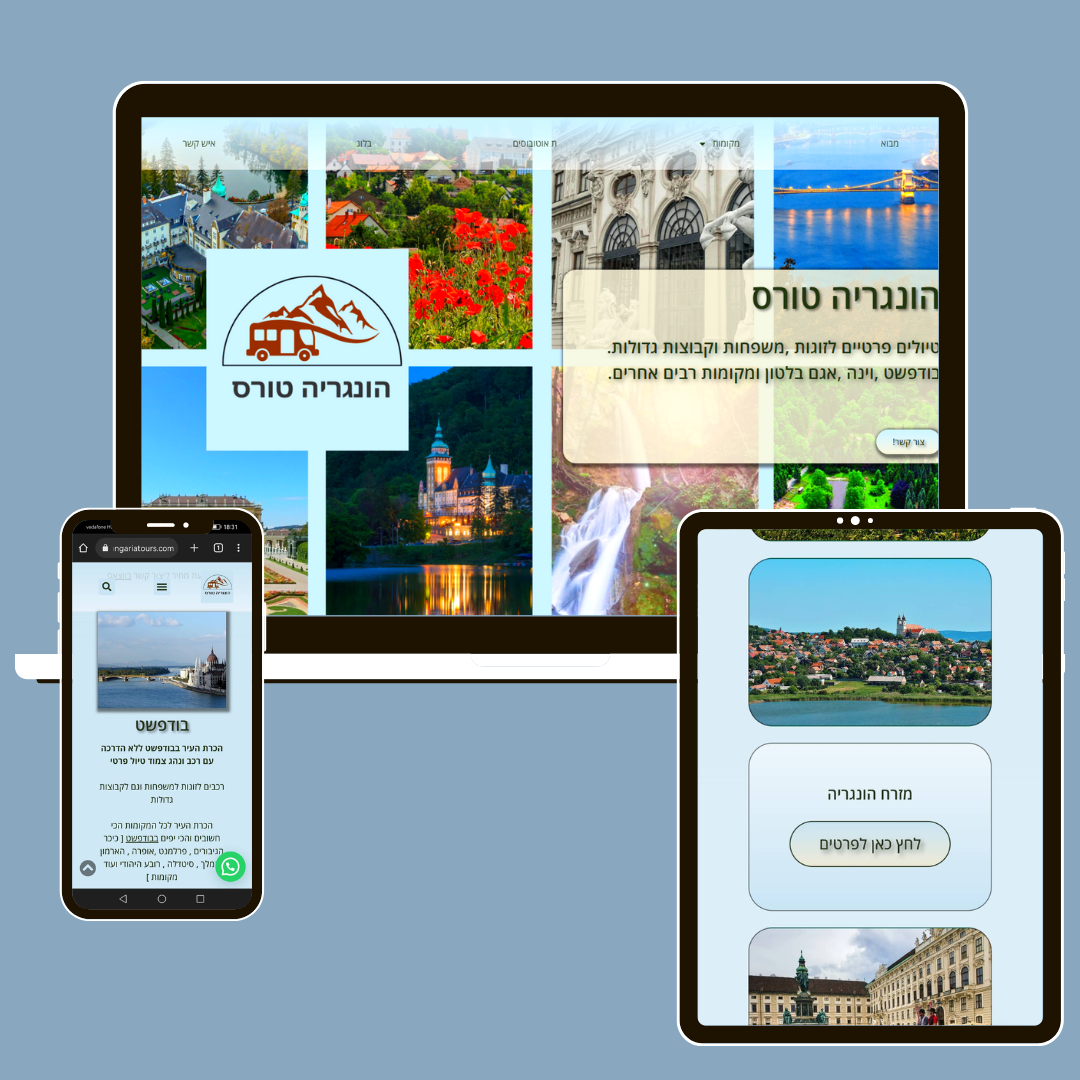 מבוא
מקומות
ת אוטובוסים
בלוג
איש קשר
הונגריה טורס
הונגריה טורס
טיולים פרטיים לזוגות ,משפחות וקבוצות גדולות.
בודפשט ,וינה ,אגם בלטון ומקומות רבים אחרים.
צור קשר!
vodafone H
18:31
ingariatours.com
1
הונגריה טורס
בודפשט
הכרת העיר בבודפשט ללא הדרכה
עם רכב ונהג צמוד טיול פרטי
רכבים לזוגות למשפחות וגם לקבוצות
גדולות
הכרת העיר לכל המקומות הכי
חשובים והכי יפים בבודפשט [ כיכר
הגיבורים , פרלמנט ,אופרה , הארמון
מלך , סיטדלה , רובע היהודי ועוד
מקומות ]
מזרח הונגריה
לחץ כאן לפרטים